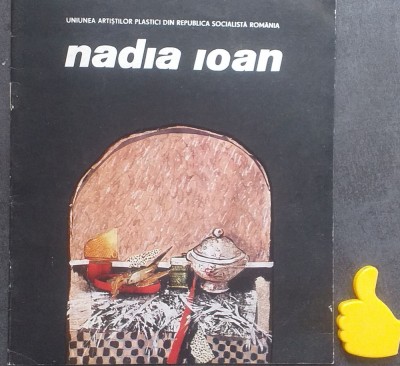 UNIUNEA ARTIȘTILOR PLASTICI DIN REPUBLICA SOCIALISTĂ ROMÂNIA
nadia ioan